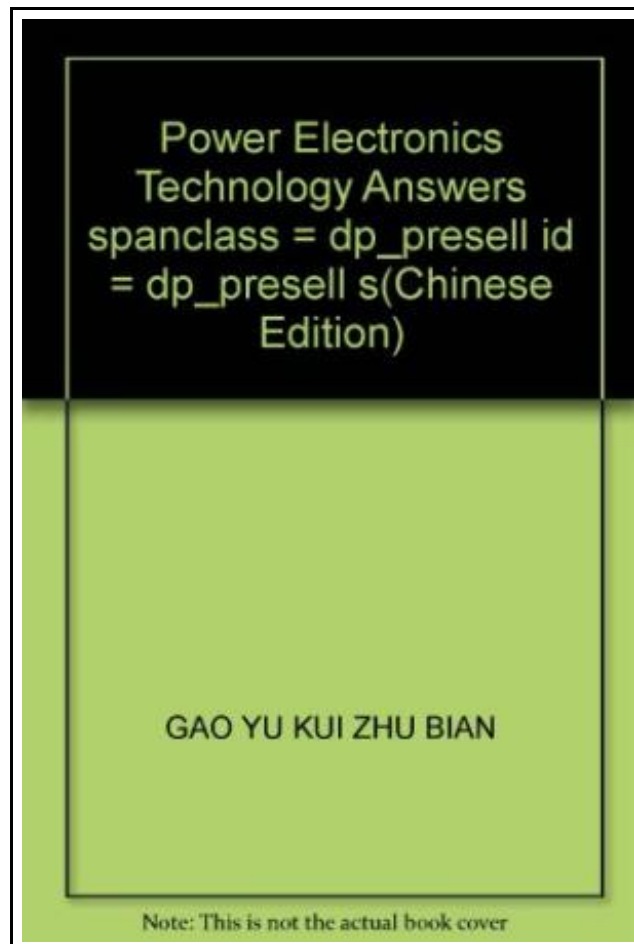 Power Electronics
Technology Answers
spanclass = dp_presell id
= dp_presell s(Chinese
Edition)
GAO YU KUI ZHU BIAN
Note: This is not the actual book cover